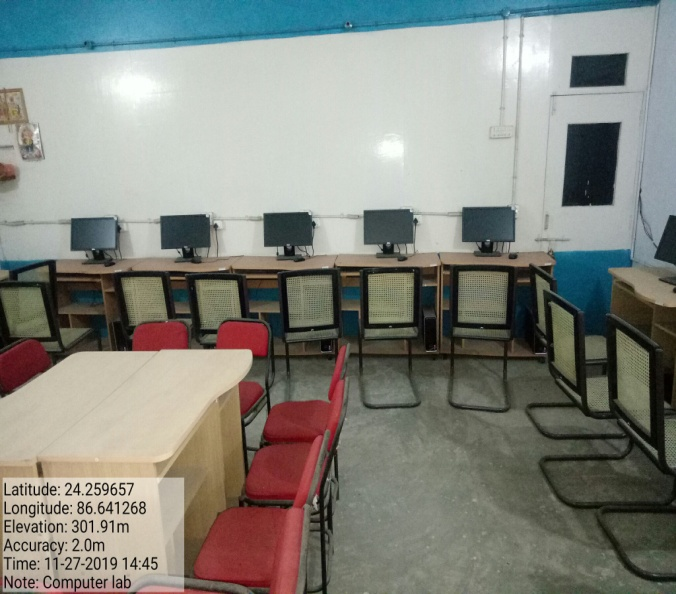 Latitude: 24.259657
Longitude: 86.641268
Elevation: 301.91m
Accuracy: 2.0m
Time: 11-27-2019 14:45
Note: Computer lab